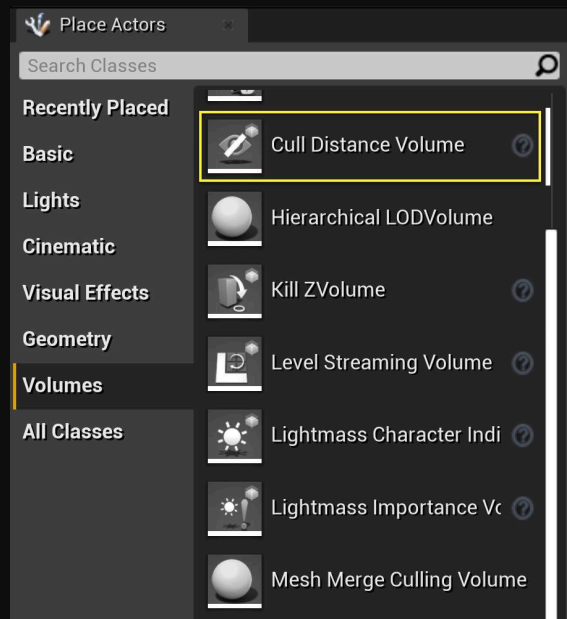 Place Actors
Search Classes
Recently Placed
Basic
Lights
Cinematic
Visual Effects
Geometry
Volumes
All Classes
Cull Distance Volume
Hierarchical LODVolume
Kill ZVolume
Level Streaming Volume
Lightmass Character Indi
Lightmass Importance Vo
Mesh Merge Culling Volume